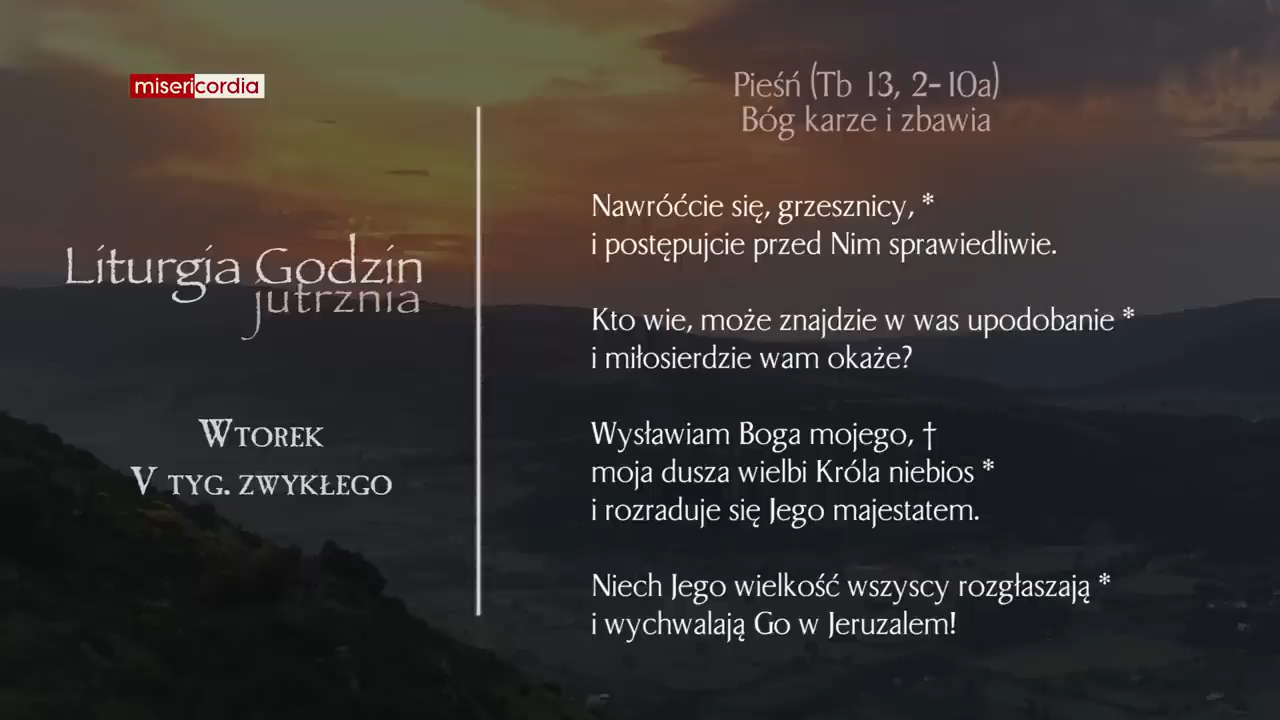 misericordia
Liturgia Godzin
jutrznia
Wtorek
V tyg. zwykłego
Pieśń (Tb 13, 2-10a)
Bóg karze i zbawia
Nawróćcie się, grzesznicy, *
i postępujcie przed Nim sprawiedliwie.
Kto wie, może znajdzie w was upodobanie *
i miłosierdzie wam okaże?
Wysławiam Boga mojego, †
moja dusza wielbi Króla niebios *
i rozraduje się Jego majestatem.
Niech Jego wielkość wszyscy rozgłaszają *
i wychwalają Go w Jeruzalem!